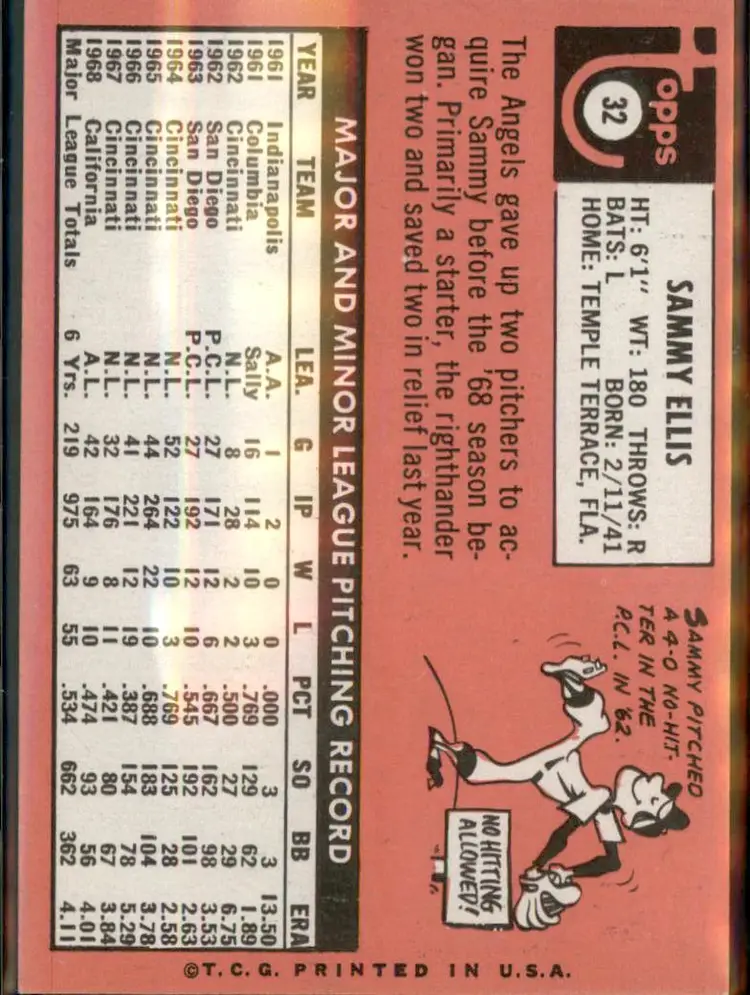 Topps
32
SAMMY ELLIS
HT: 6'1" WT: 180 THROWS: R
BATS: L BORN: 2/11/41
HOME: TEMPLE TERRACE, FLA.
SAMMY PITCHED
A 4-0 NO-HIT-
TER IN THE
P.C.L. IN '62.
NO HITTING
ALLOWED!
The Angels gave up two pitchers to ac-
quire Sammy before the '68 season be-
gan. Primarily a starter, the righthander
won two and saved two in relief last year.
MAJOR AND MINOR LEAGUE PITCHING RECORD
YEAR TEAM LEA. G IP W L PCT SO BB ERA
1961 Indianapolis A.A. 1 2 0 0 .000 3 3 13.50
1961 Columbia Sally 16 114 10 3 .769 129 62 1.89
1962 Cincinnati N.L. 8 28 2 2 .500 27 29 6.75
1962 San Diego P.C.L. 27 171 12 6 .667 162 98 3.53
1963 San Diego P.C.L. 27 192 12 10 .545 192 101 2.63
1964 Cincinnati N.L. 52 122 10 3 .769 125 28 2.58
1965 Cincinnati N.L. 44 264 22 10 .688 183 104 3.78
1966 Cincinnati N.L. 41 221 12 19 .387 154 78 5.29
1967 Cincinnati N.L. 32 176 8 11 .421 80 67 3.84
1968 California A.L. 42 164 9 10 .474 93 56 4.01
Major League Totals 6 Yrs. 219 975 63 55 .534 662 362 4.11
©T.C.G. PRINTED IN U.S.A.